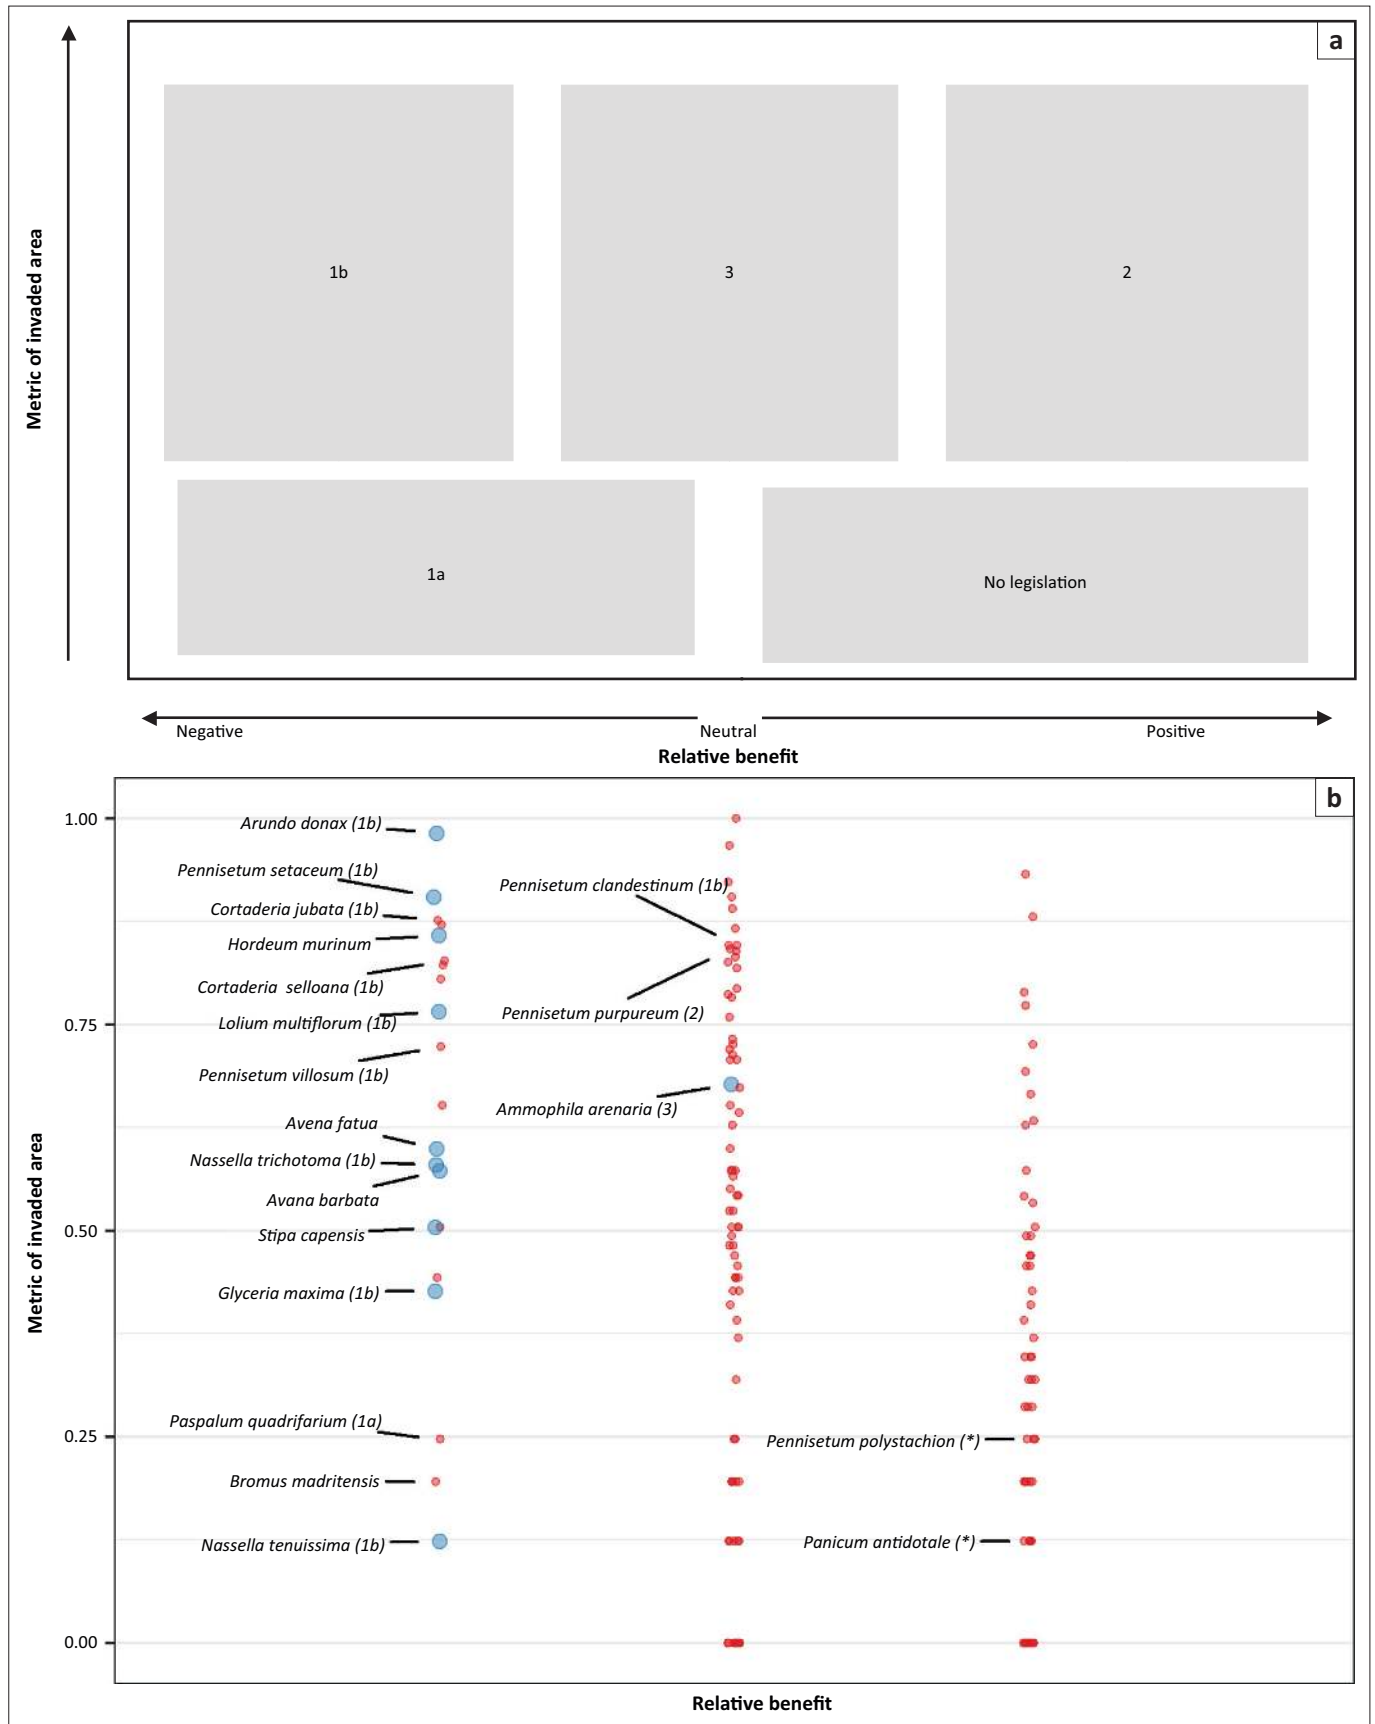 a
Metric of invaded area
1b
3
2
1a
No legislation
Negative
Neutral
Positive
Relative benefit
b
Metric of invaded area
1.00
0.75
0.50
0.25
0.00
Arundo donax (1b)
Pennisetum setaceum (1b)
Cortaderia jubata (1b)
Hordeum murinum
Cortaderia selloana (1b)
Lolium multiflorum (1b)
Pennisetum villosum (1b)
Avena fatua
Nassella trichotoma (1b)
Avana barbata
Stipa capensis
Glyceria maxima (1b)
Paspalum quadrifarium (1a)
Bromus madritensis
Nassella tenuissima (1b)
Pennisetum clandestinum (1b)
Pennisetum purpureum (2)
Ammophila arenaria (3)
Pennisetum polystachion (*)
Panicum antidotale (*)
Relative benefit